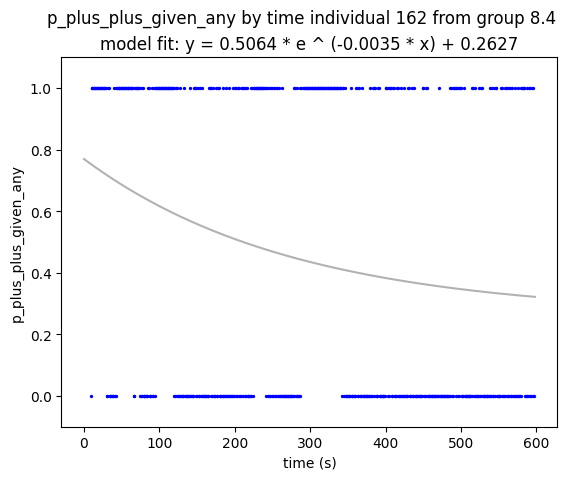 p_plus_plus_given_any by time individual 162 from group 8.4
model fit: y = 0.5064 * e ^ (-0.0035 * x) + 0.2627
1.0
0.8
0.6
0.4
0.2
0.0
p_plus_plus_given_any
0 100 200 300 400 500 600
time (s)